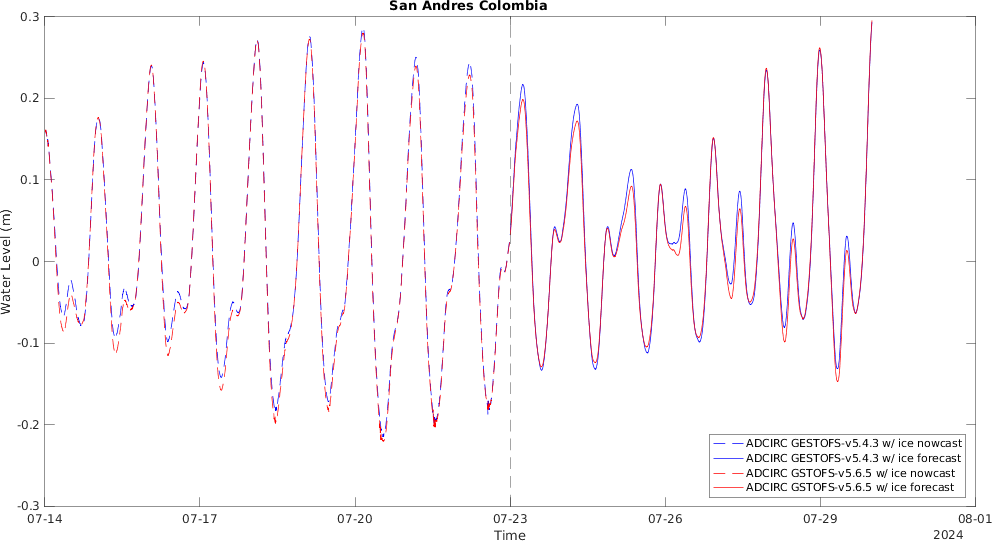 San Andres Colombia
0.3
0.2
0.1
0
-0.1
-0.2
-0.3
Water Level (m)
07-14
07-17
07-20
07-23
07-26
07-29
08-01
Time
2024
ADCIRC GESTOFS-v5.4.3 w/ ice nowcast
ADCIRC GESTOFS-v5.4.3 w/ ice forecast
ADCIRC GSTOFS-v5.6.5 w/ ice nowcast
ADCIRC GSTOFS-v5.6.5 w/ ice forecast